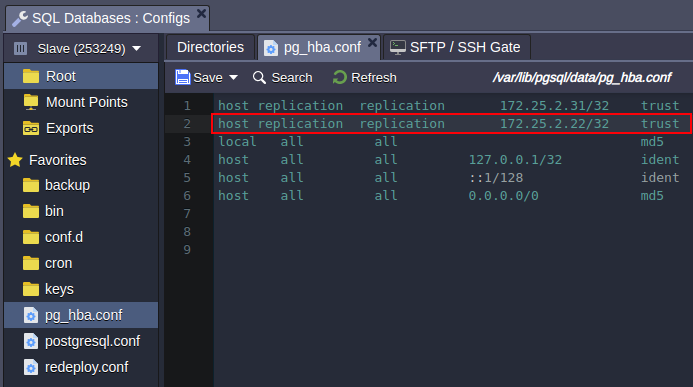 SQL Databases : Configs
Slave (253249)
Root
Mount Points
Exports
Favorites
backup
bin
conf.d
cron
keys
pg_hba.conf
postgresql.conf
redeploy.conf
Directories pg_hba.conf SFTP / SSH Gate
Save Search Refresh /var/lib/pgsql/data/pg_hba.conf
1 host replication replication 172.25.2.31/32 trust
2 host replication replication 172.25.2.22/32 trust
3 local all all md5
4 host all all 127.0.0.1/32 ident
5 host all all ::1/128 ident
6 host all all 0.0.0.0/0 md5
7
8
9